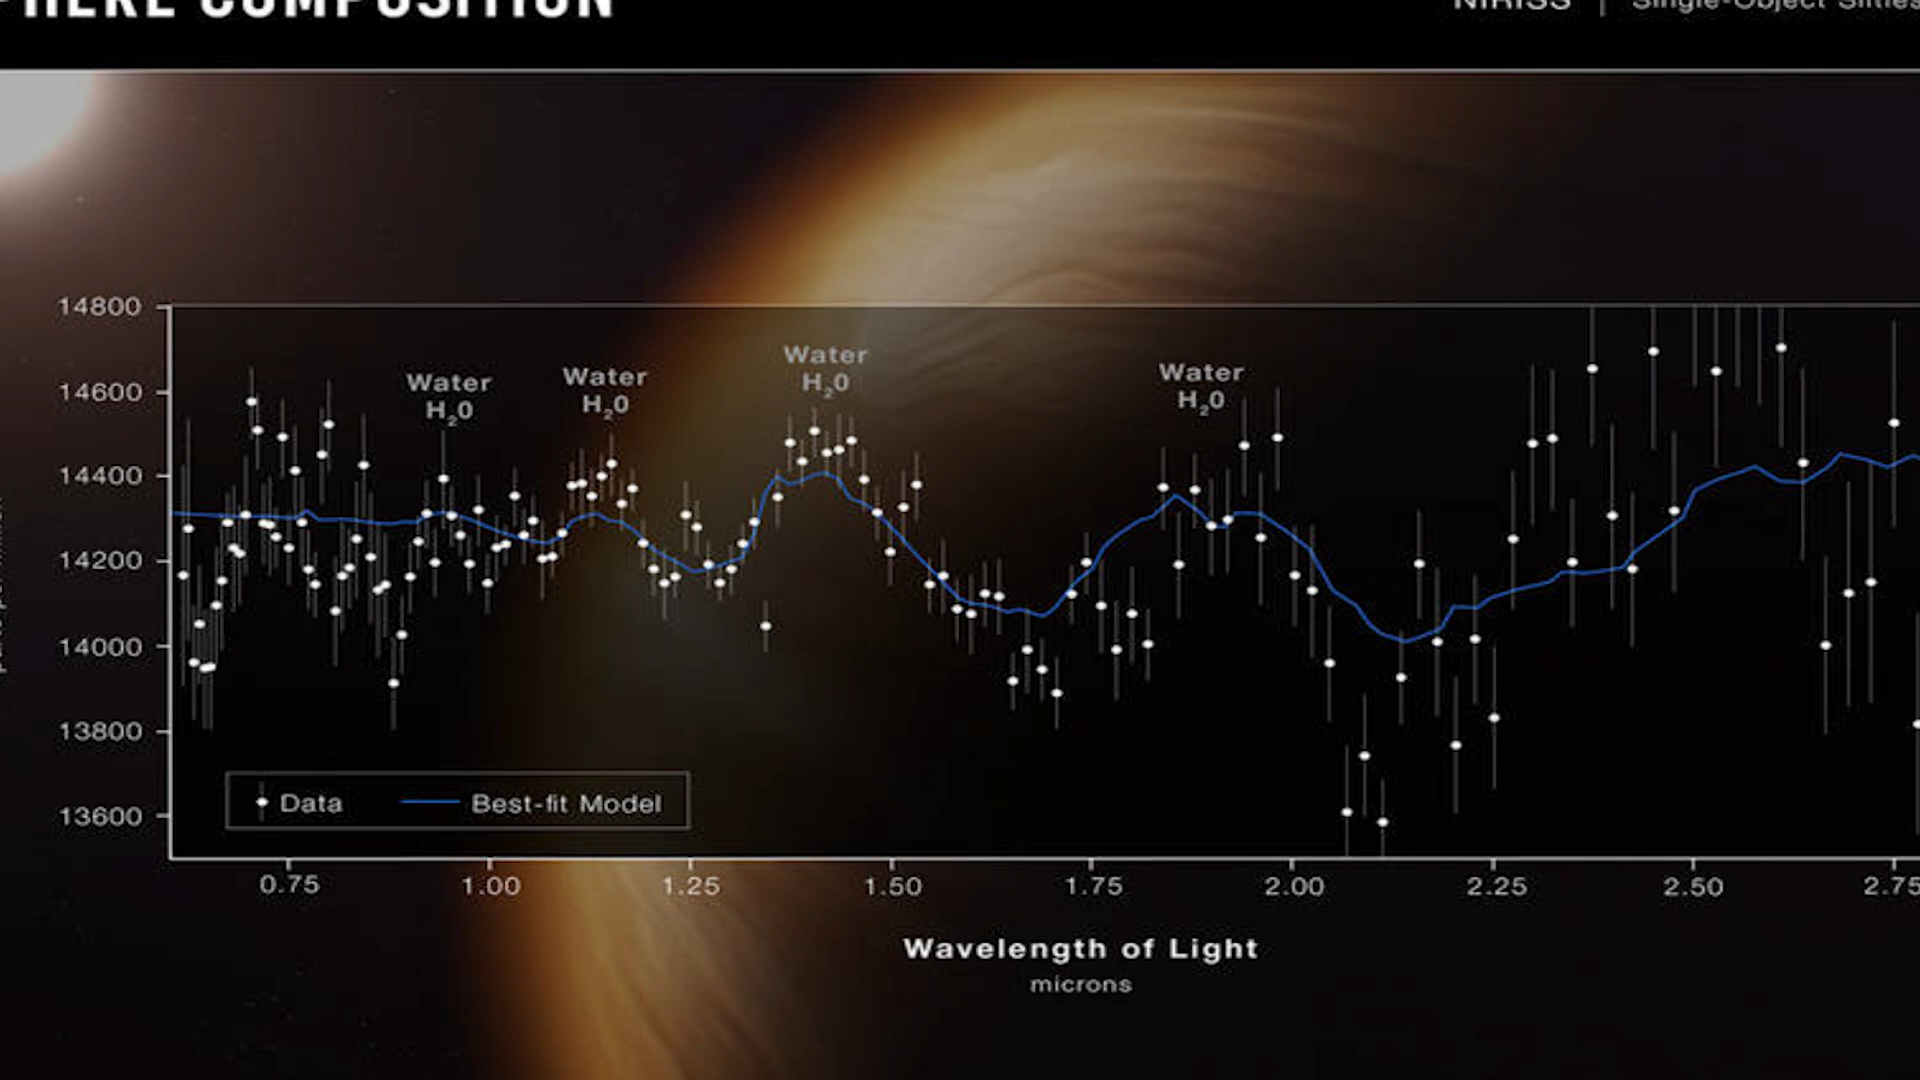 COMPOSITION
NIRISS | Single-Object
14800
14600
14400
14200
14000
13800
13600
Water
H₂0
Water
H₂0
Water
H₂0
Water
H₂0
Data
Best-fit Model
0.75
1.00
1.25
1.50
1.75
2.00
2.25
2.50
2.75
Wavelength of Light
microns